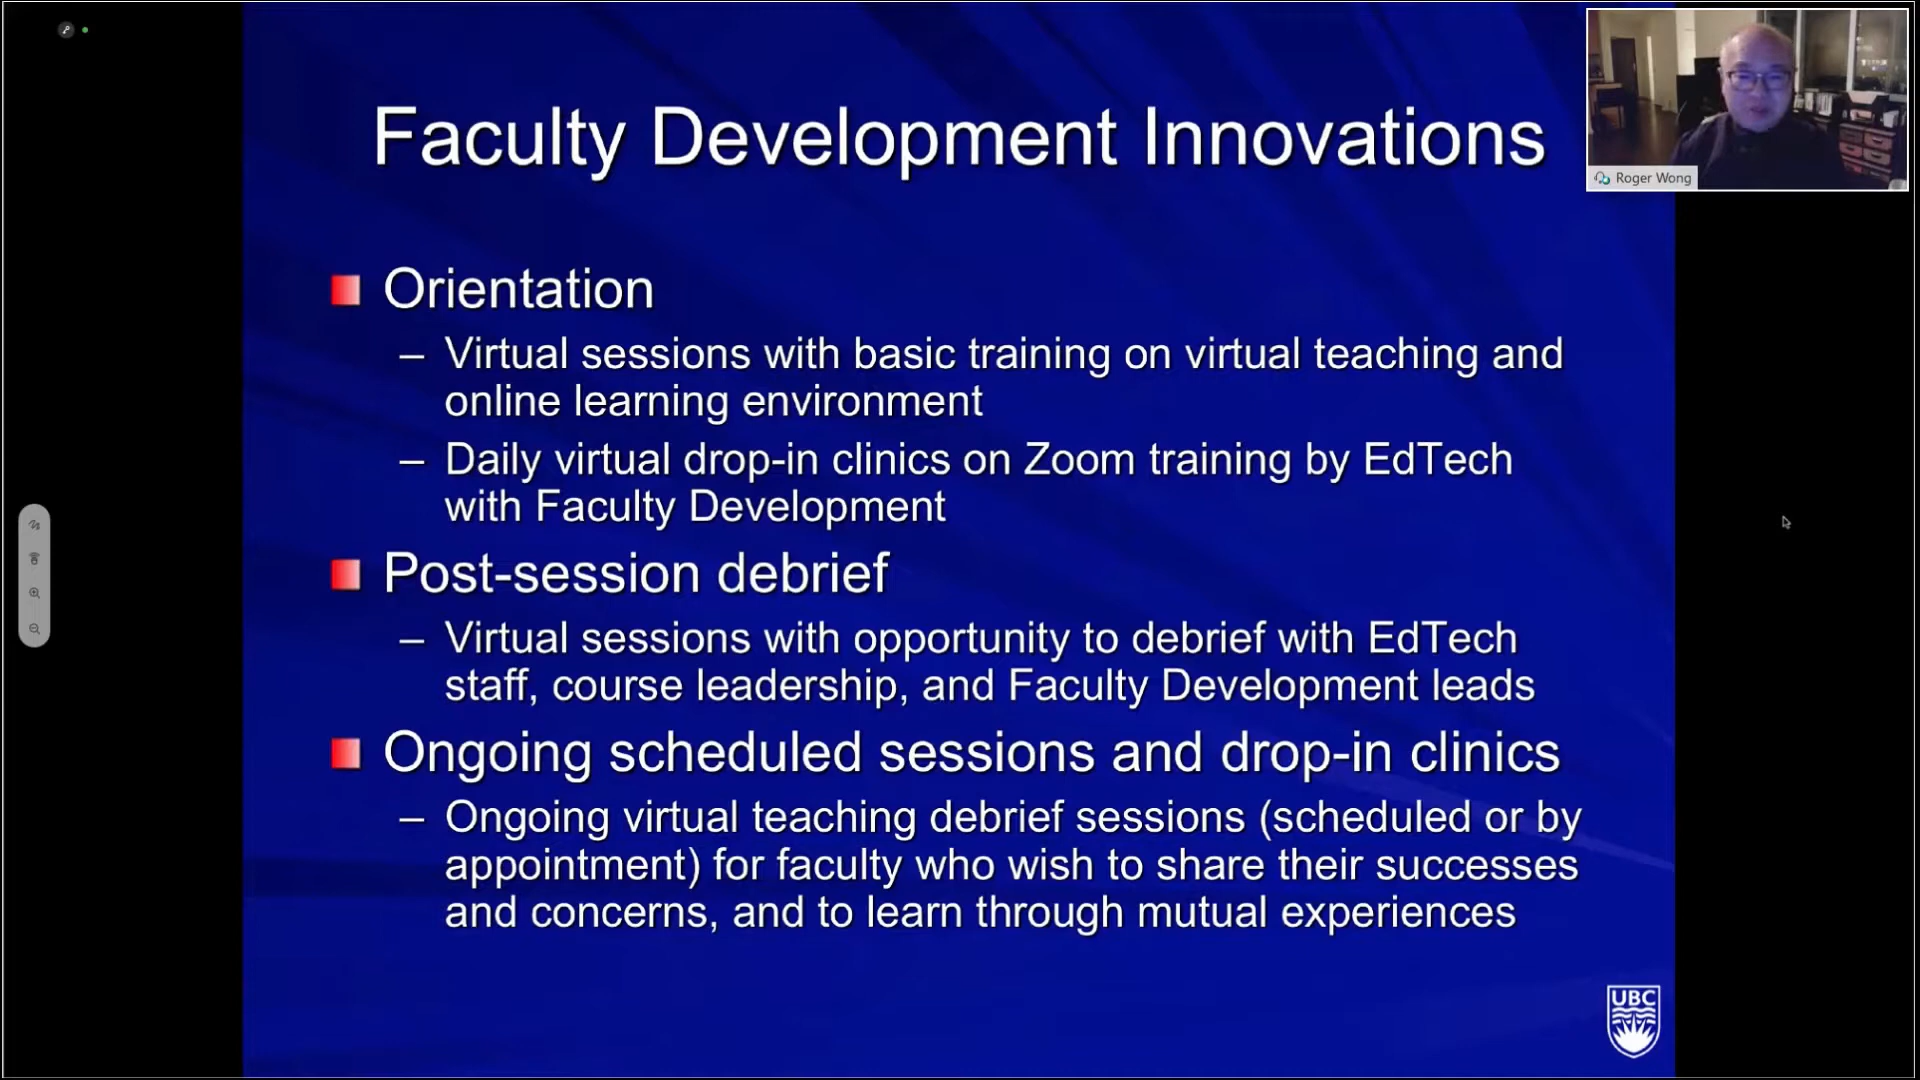 Faculty Development Innovations
Roger Wong
Orientation
– Virtual sessions with basic training on virtual teaching and
online learning environment
– Daily virtual drop-in clinics on Zoom training by EdTech
with Faculty Development
Post-session debrief
– Virtual sessions with opportunity to debrief with EdTech
staff, course leadership, and Faculty Development leads
Ongoing scheduled sessions and drop-in clinics
– Ongoing virtual teaching debrief sessions (scheduled or by
appointment) for faculty who wish to share their successes
and concerns, and to learn through mutual experiences
UBC